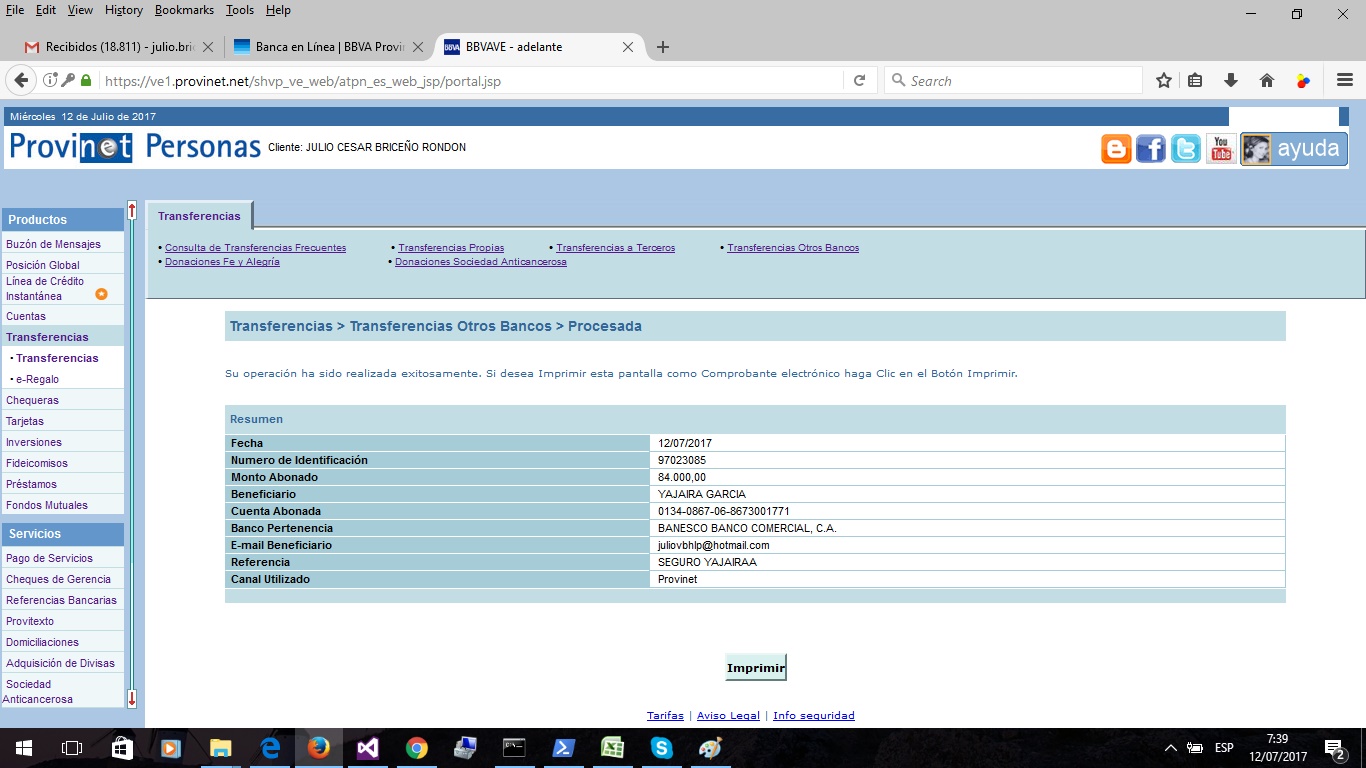 File Edit View History Bookmarks Tools Help
Recibidos (18.811) - julio.bri
Banca en Línea | BBVA Provin
BBVA BBVAVE - adelante
https://ve1.provinet.net/shvp_ve_web/atpn_es_web_jsp/portal.jsp
Search
Miércoles 12 de Julio de 2017
Provinet Personas Cliente: JULIO CESAR BRICEÑO RONDON
You Tube ayuda
Productos
Buzón de Mensajes
Posición Global
Línea de Crédito
Instantánea
Cuentas
Transferencias
• Transferencias
• e-Regalo
Chequeras
Tarjetas
Inversiones
Fideicomisos
Préstamos
Fondos Mutuales
Servicios
Pago de Servicios
Cheques de Gerencia
Referencias Bancarias
Provitexto
Domiciliaciones
Adquisición de Divisas
Sociedad
Anticancerosa
Transferencias
• Consulta de Transferencias Frecuentes • Transferencias Propias • Transferencias a Terceros • Transferencias Otros Bancos
• Donaciones Fe y Alegría • Donaciones Sociedad Anticancerosa
Transferencias > Transferencias Otros Bancos > Procesada
Su operación ha sido realizada exitosamente. Si desea Imprimir esta pantalla como Comprobante electrónico haga Clic en el Botón Imprimir.
Resumen
Fecha 12/07/2017
Numero de Identificación 97023085
Monto Abonado 84.000,00
Beneficiario YAJAIRA GARCIA
Cuenta Abonada 0134-0867-06-8673001771
Banco Pertenencia BANESCO BANCO COMERCIAL, C.A.
E-mail Beneficiario juliovbhlp@hotmail.com
Referencia SEGURO YAJAIRAA
Canal Utilizado Provinet
Imprimir
Tarifas | Aviso Legal | Info seguridad
ESP
7:39
12/07/2017
2